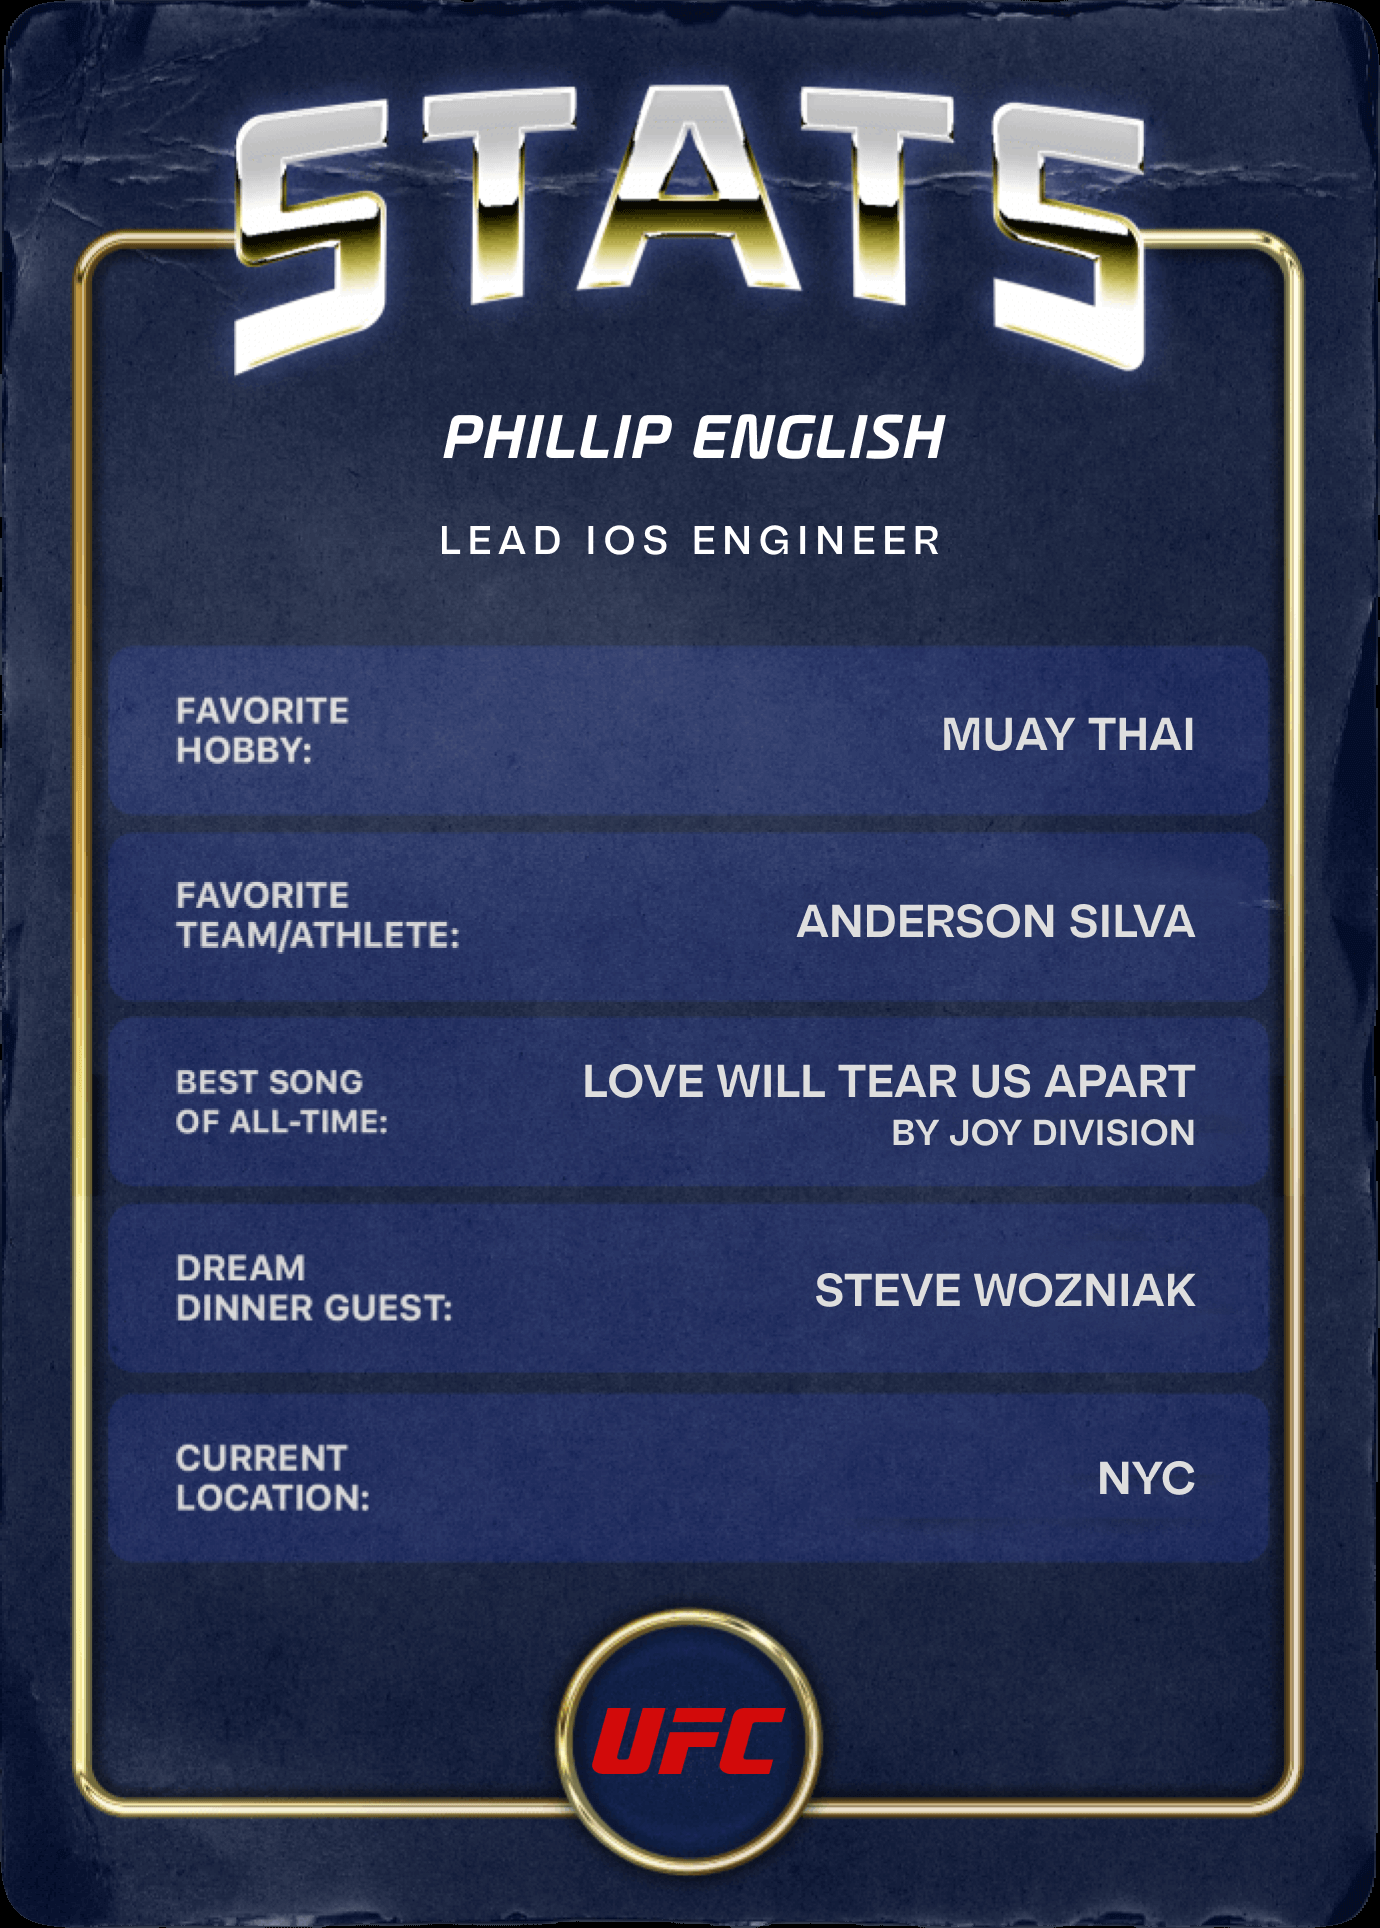 STATS
PHILLIP ENGLISH
LEAD IOS ENGINEER
FAVORITE
HOBBY:
MUAY THAI
FAVORITE
TEAM/ATHLETE:
ANDERSON SILVA
BEST SONG
OF ALL-TIME:
LOVE WILL TEAR US APART
BY JOY DIVISION
DREAM
DINNER GUEST:
STEVE WOZNIAK
CURRENT
LOCATION:
NYC
UFC